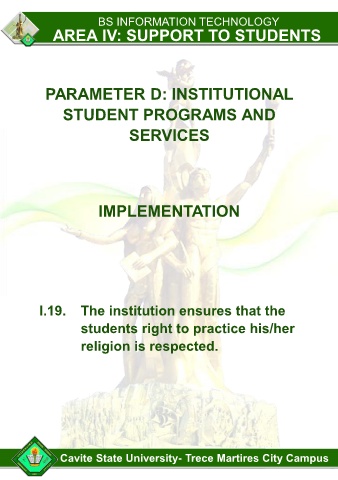 BS INFORMATION TECHNOLOGY
AREA IV: SUPPORT TO STUDENTS
PARAMETER D: INSTITUTIONAL
STUDENT PROGRAMS AND
SERVICES
IMPLEMENTATION
I.19. The institution ensures that the
students right to practice his/her
religion is respected.
Cavite State University- Trece Martires City Campus